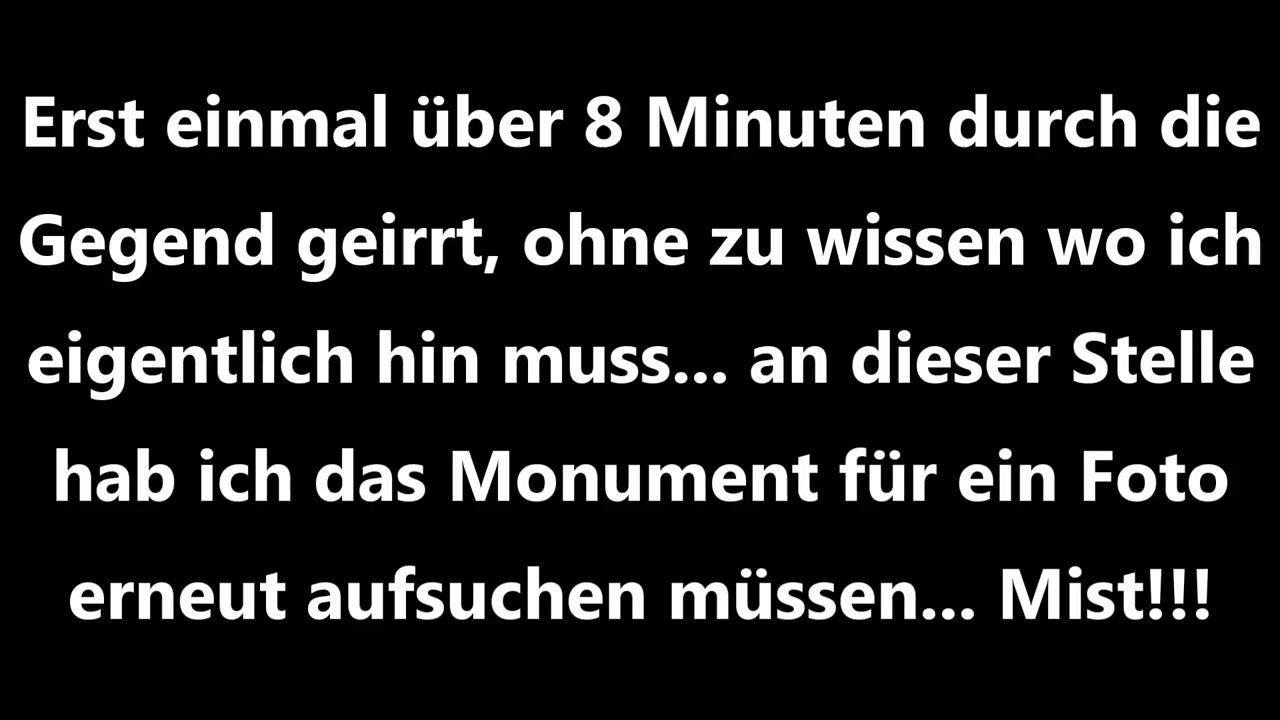 Erst einmal über 8 Minuten durch die
Gegend geirrt, ohne zu wissen wo ich
eigentlich hin muss... an dieser Stelle
hab ich das Monument für ein Foto
erneut aufsuchen müssen... Mist!!!